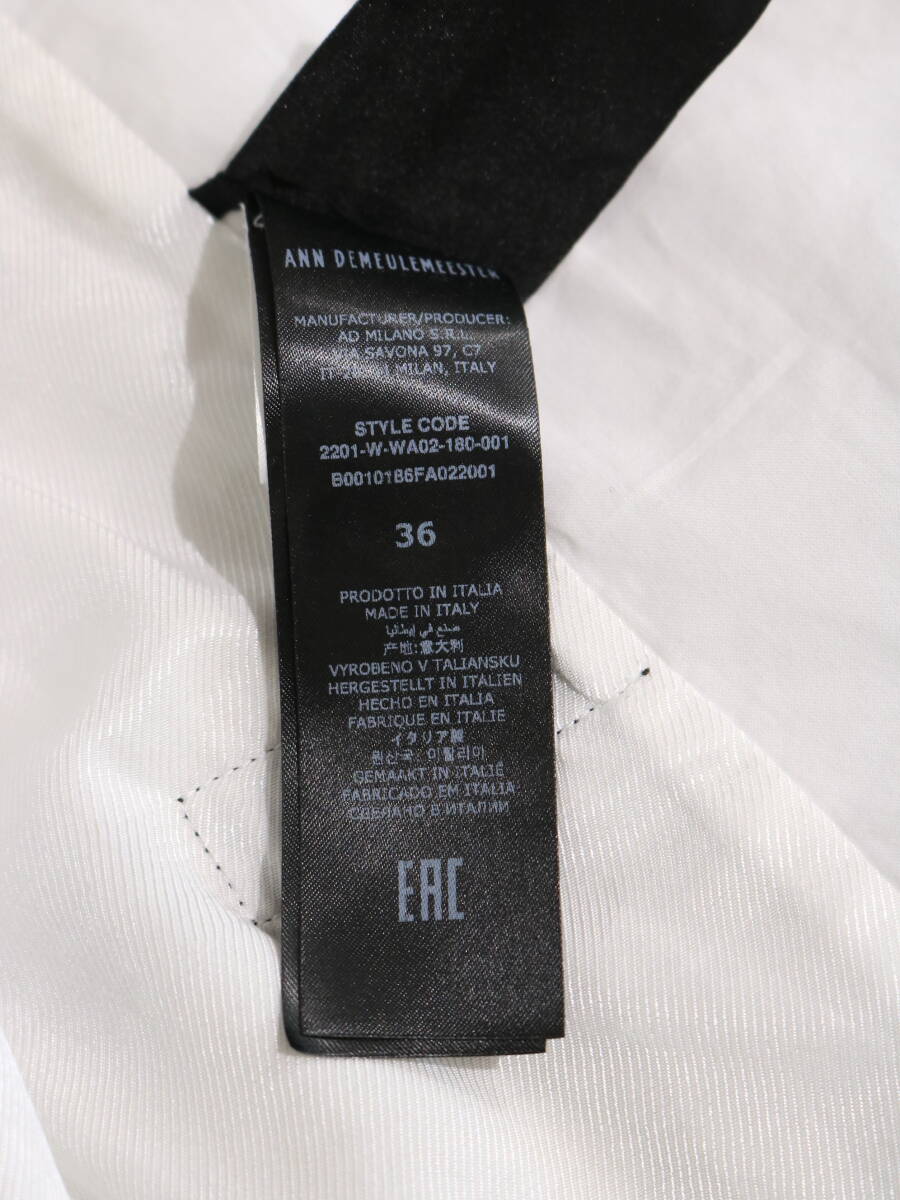 ANN DEMEULEMEESTER
MANUFACTURER/PRODUCER:
AD MILANO S.R.L.
VIA SAVONA 97, C7
MILAN, ITALY
STYLE CODE
2201-W-WA02-180-001
B0010186FA022001
36
PRODOTTO IN ITALIA
MADE IN ITALY
صنع في إيطاليا
产地:意大利
VYROBENO V TALIANSKU
HERGESTELLT IN ITALIEN
HECHO EN ITALIA
FABRIQUE EN ITALIE
イタリア製
원산국 이탈리아
GEMAAKT IN ITALIË
FABRICADO EM ITALIA
СДЕЛАНО В ИТАЛИИ
EAC